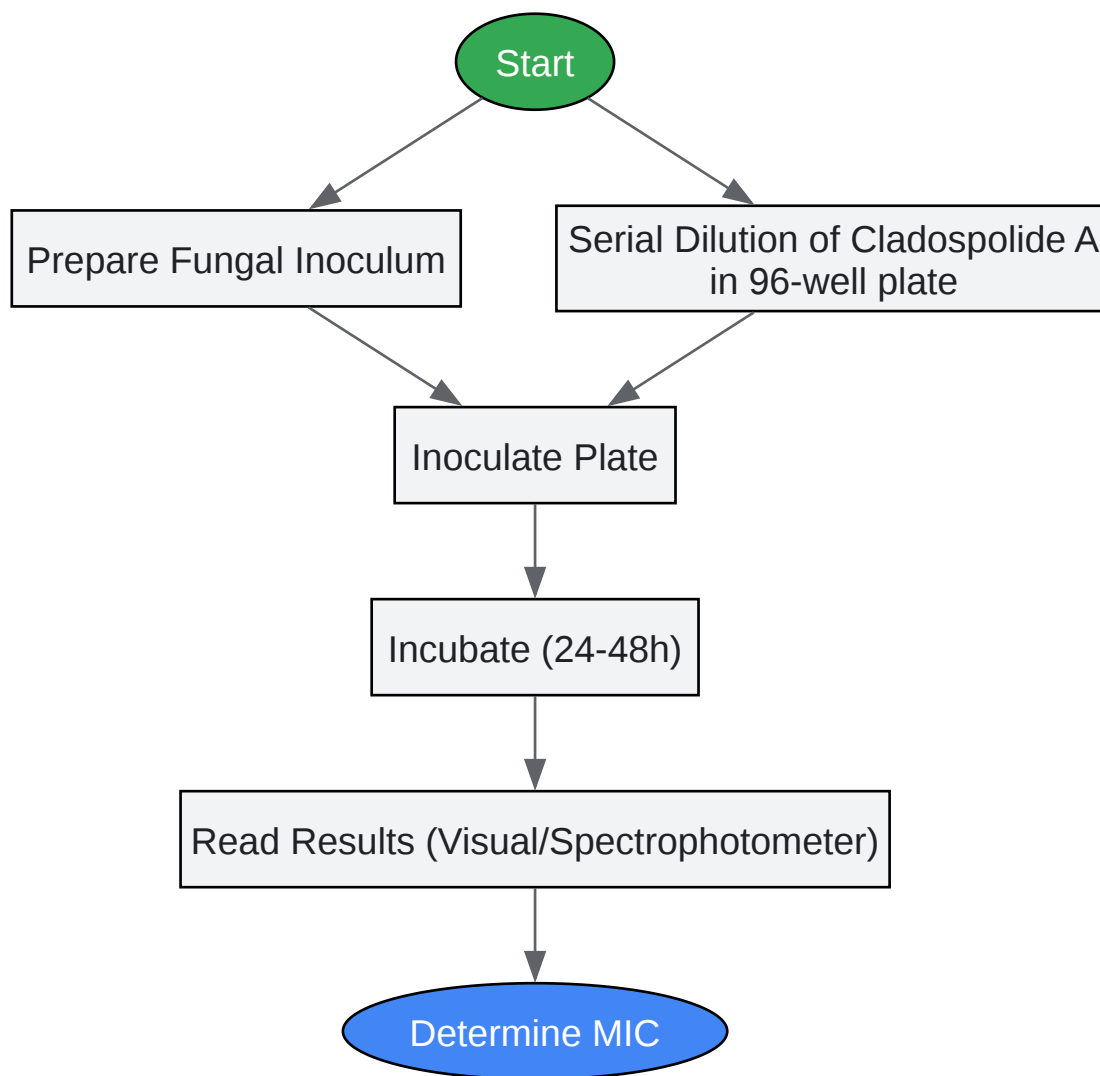 Start
Prepare Fungal Inoculum
Serial Dilution of Cladospolide A
in 96-well plate
Inoculate Plate
Incubate (24-48h)
Read Results (Visual/Spectrophotometer)
Determine MIC